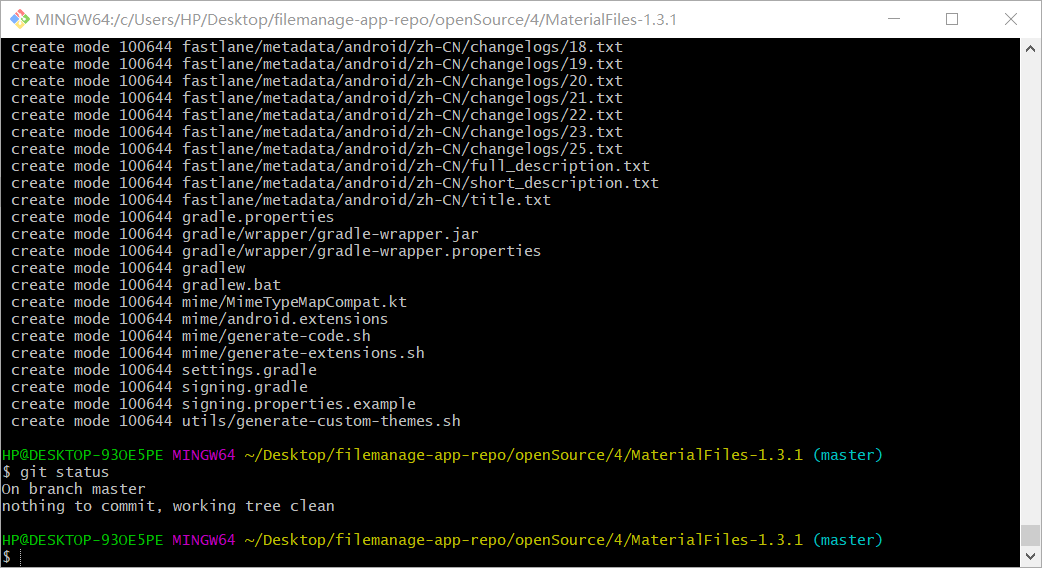 MINGW64:/c/Users/HP/Desktop/filemanage-app-repo/openSource/4/MaterialFiles-1.3.1
create mode 100644 fastlane/metadata/android/zh-CN/changelogs/18.txt
create mode 100644 fastlane/metadata/android/zh-CN/changelogs/19.txt
create mode 100644 fastlane/metadata/android/zh-CN/changelogs/20.txt
create mode 100644 fastlane/metadata/android/zh-CN/changelogs/21.txt
create mode 100644 fastlane/metadata/android/zh-CN/changelogs/22.txt
create mode 100644 fastlane/metadata/android/zh-CN/changelogs/23.txt
create mode 100644 fastlane/metadata/android/zh-CN/changelogs/25.txt
create mode 100644 fastlane/metadata/android/zh-CN/full_description.txt
create mode 100644 fastlane/metadata/android/zh-CN/short_description.txt
create mode 100644 fastlane/metadata/android/zh-CN/title.txt
create mode 100644 gradle.properties
create mode 100644 gradle/wrapper/gradle-wrapper.jar
create mode 100644 gradle/wrapper/gradle-wrapper.properties
create mode 100644 gradlew
create mode 100644 gradlew.bat
create mode 100644 mime/MimeTypeMapCompat.kt
create mode 100644 mime/android.extensions
create mode 100644 mime/generate-code.sh
create mode 100644 mime/generate-extensions.sh
create mode 100644 settings.gradle
create mode 100644 signing.gradle
create mode 100644 signing.properties.example
create mode 100644 utils/generate-custom-themes.sh
HP@DESKTOP-93OE5PE MINGW64 ~/Desktop/filemanage-app-repo/openSource/4/MaterialFiles-1.3.1 (master)
$ git status
On branch master
nothing to commit, working tree clean
HP@DESKTOP-93OE5PE MINGW64 ~/Desktop/filemanage-app-repo/openSource/4/MaterialFiles-1.3.1 (master)
$